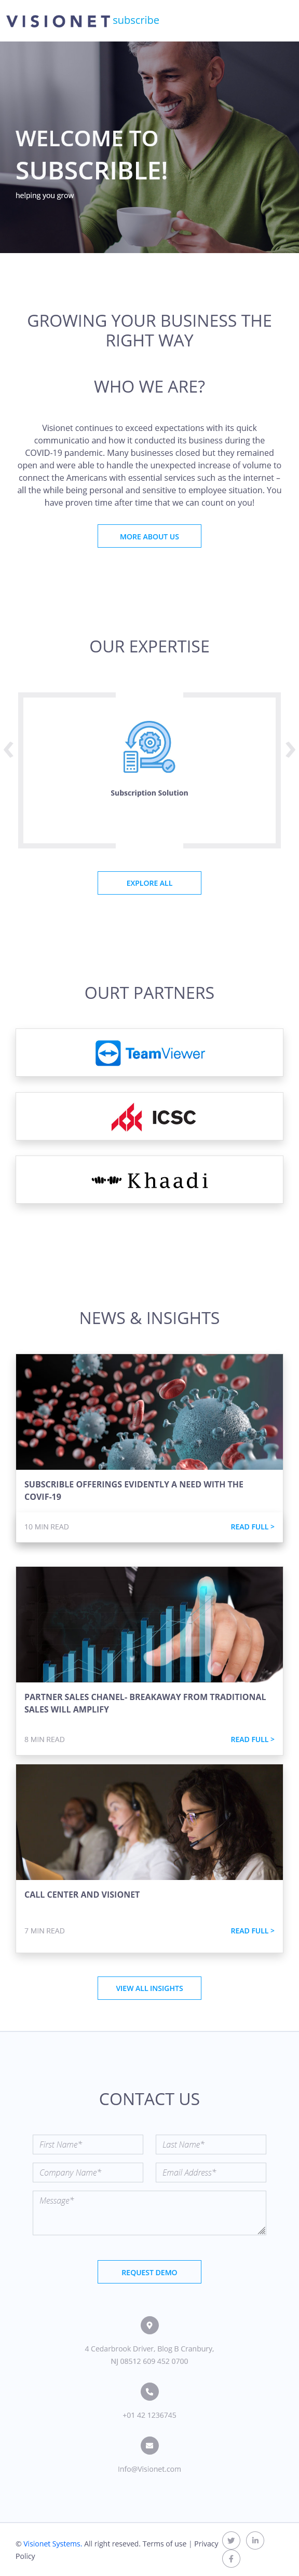 VISIONET subscribe
WELCOME TO
SUBSCRIBLE!
helping you grow
GROWING YOUR BUSINESS THE
RIGHT WAY
WHO WE ARE?
Visionet continues to exceed expectations with its quick
communicatio and how it conducted its business during the
COVID-19 pandemic. Many businesses closed but they remained
open and were able to handle the unexpected increase of volume to
connect the Americans with essential services such as the internet –
all the while being personal and sensitive to employee situation. You
have proven time after time that we can count on you!
MORE ABOUT US
OUR EXPERTISE
Subscription Solution
EXPLORE ALL
OURT PARTNERS
TeamViewer
ICSC
Khaadi
NEWS & INSIGHTS
SUBSCRIBLE OFFERINGS EVIDENTLY A NEED WITH THE
COVIF-19
10 MIN READ READ FULL >
PARTNER SALES CHANEL- BREAKAWAY FROM TRADITIONAL
SALES WILL AMPLIFY
8 MIN READ READ FULL >
CALL CENTER AND VISIONET
7 MIN READ READ FULL >
VIEW ALL INSIGHTS
CONTACT US
First Name* Last Name*
Company Name* Email Address*
Message*
REQUEST DEMO
4 Cedarbrook Driver, Blog B Cranbury,
NJ 08512 609 452 0700
+01 42 1236745
info@Visionet.com
© Visionet Systems. All right reseved. Terms of use | Privacy
Policy